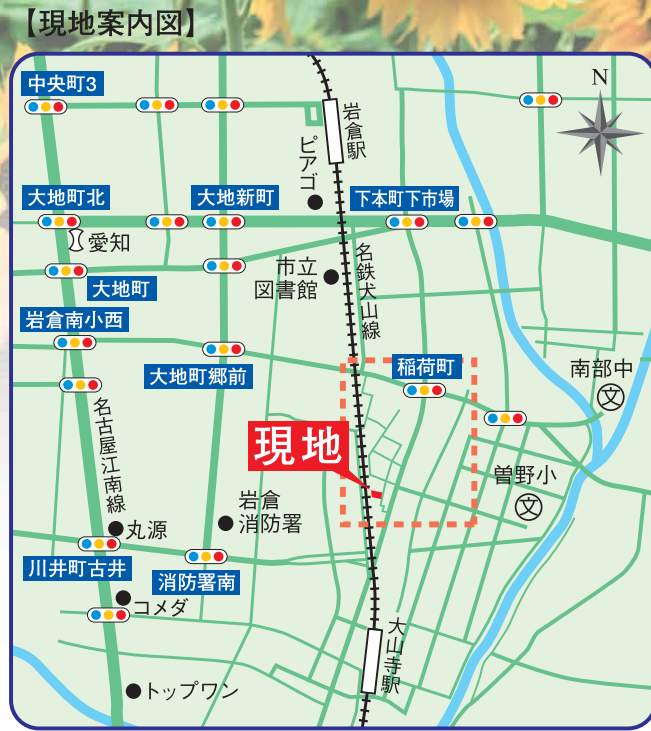 【現地案内図】
中央町3
N
岩倉駅
ピアゴ
大地町北
大地新町
下本町下市場
愛知
名鉄犬山線
市立
図書館
大地町
岩倉南小西
大地町郷前
稲荷町
南部中
文
名古屋江南線
現地
曽野小
文
岩倉
消防署
丸源
川井町古井
消防署南
コメダ
大山寺駅
トップワン